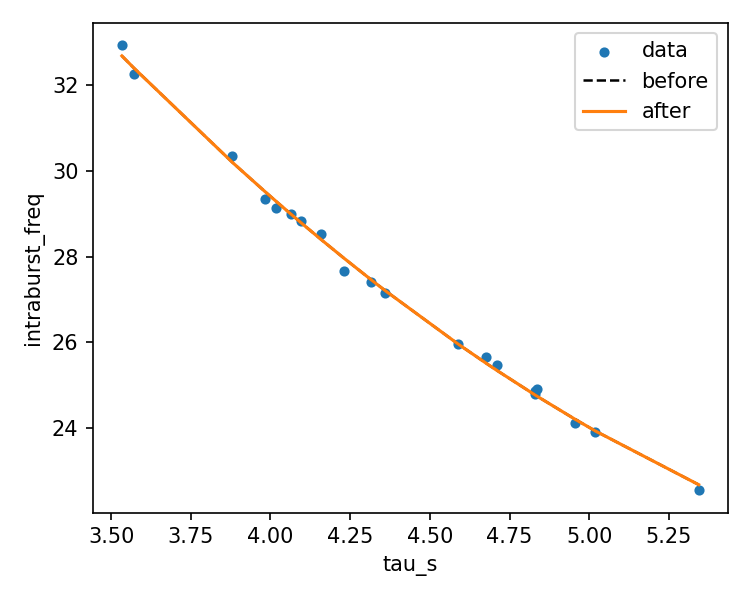 data
before
after
32
30
28
26
24
intraburst_freq
3.50 3.75 4.00 4.25 4.50 4.75 5.00 5.25
tau_s